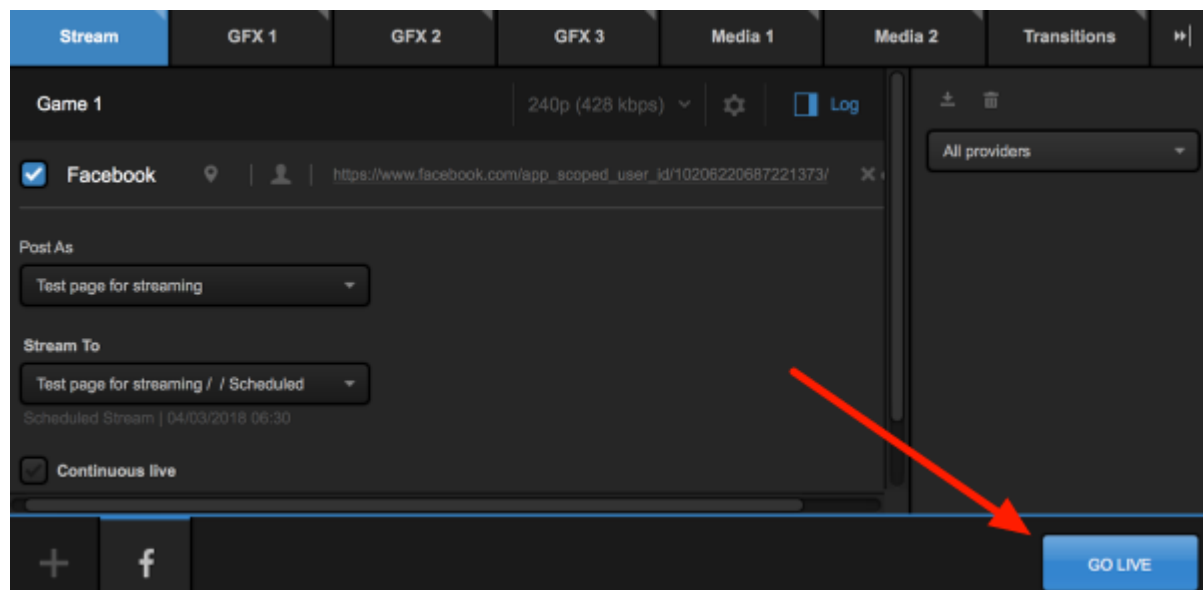 Stream GFX 1 GFX 2 GFX 3 Media 1 Media 2 Transitions
Game 1 240p (428 kbps) Log
All providers
Facebook https://www.facebook.com/app_scoped_user_id/10206220687221373/
Post As
Test page for streaming
Stream To
Test page for streaming / / Scheduled
Scheduled Stream | 04/03/2018 06:30
Continuous live
GO LIVE